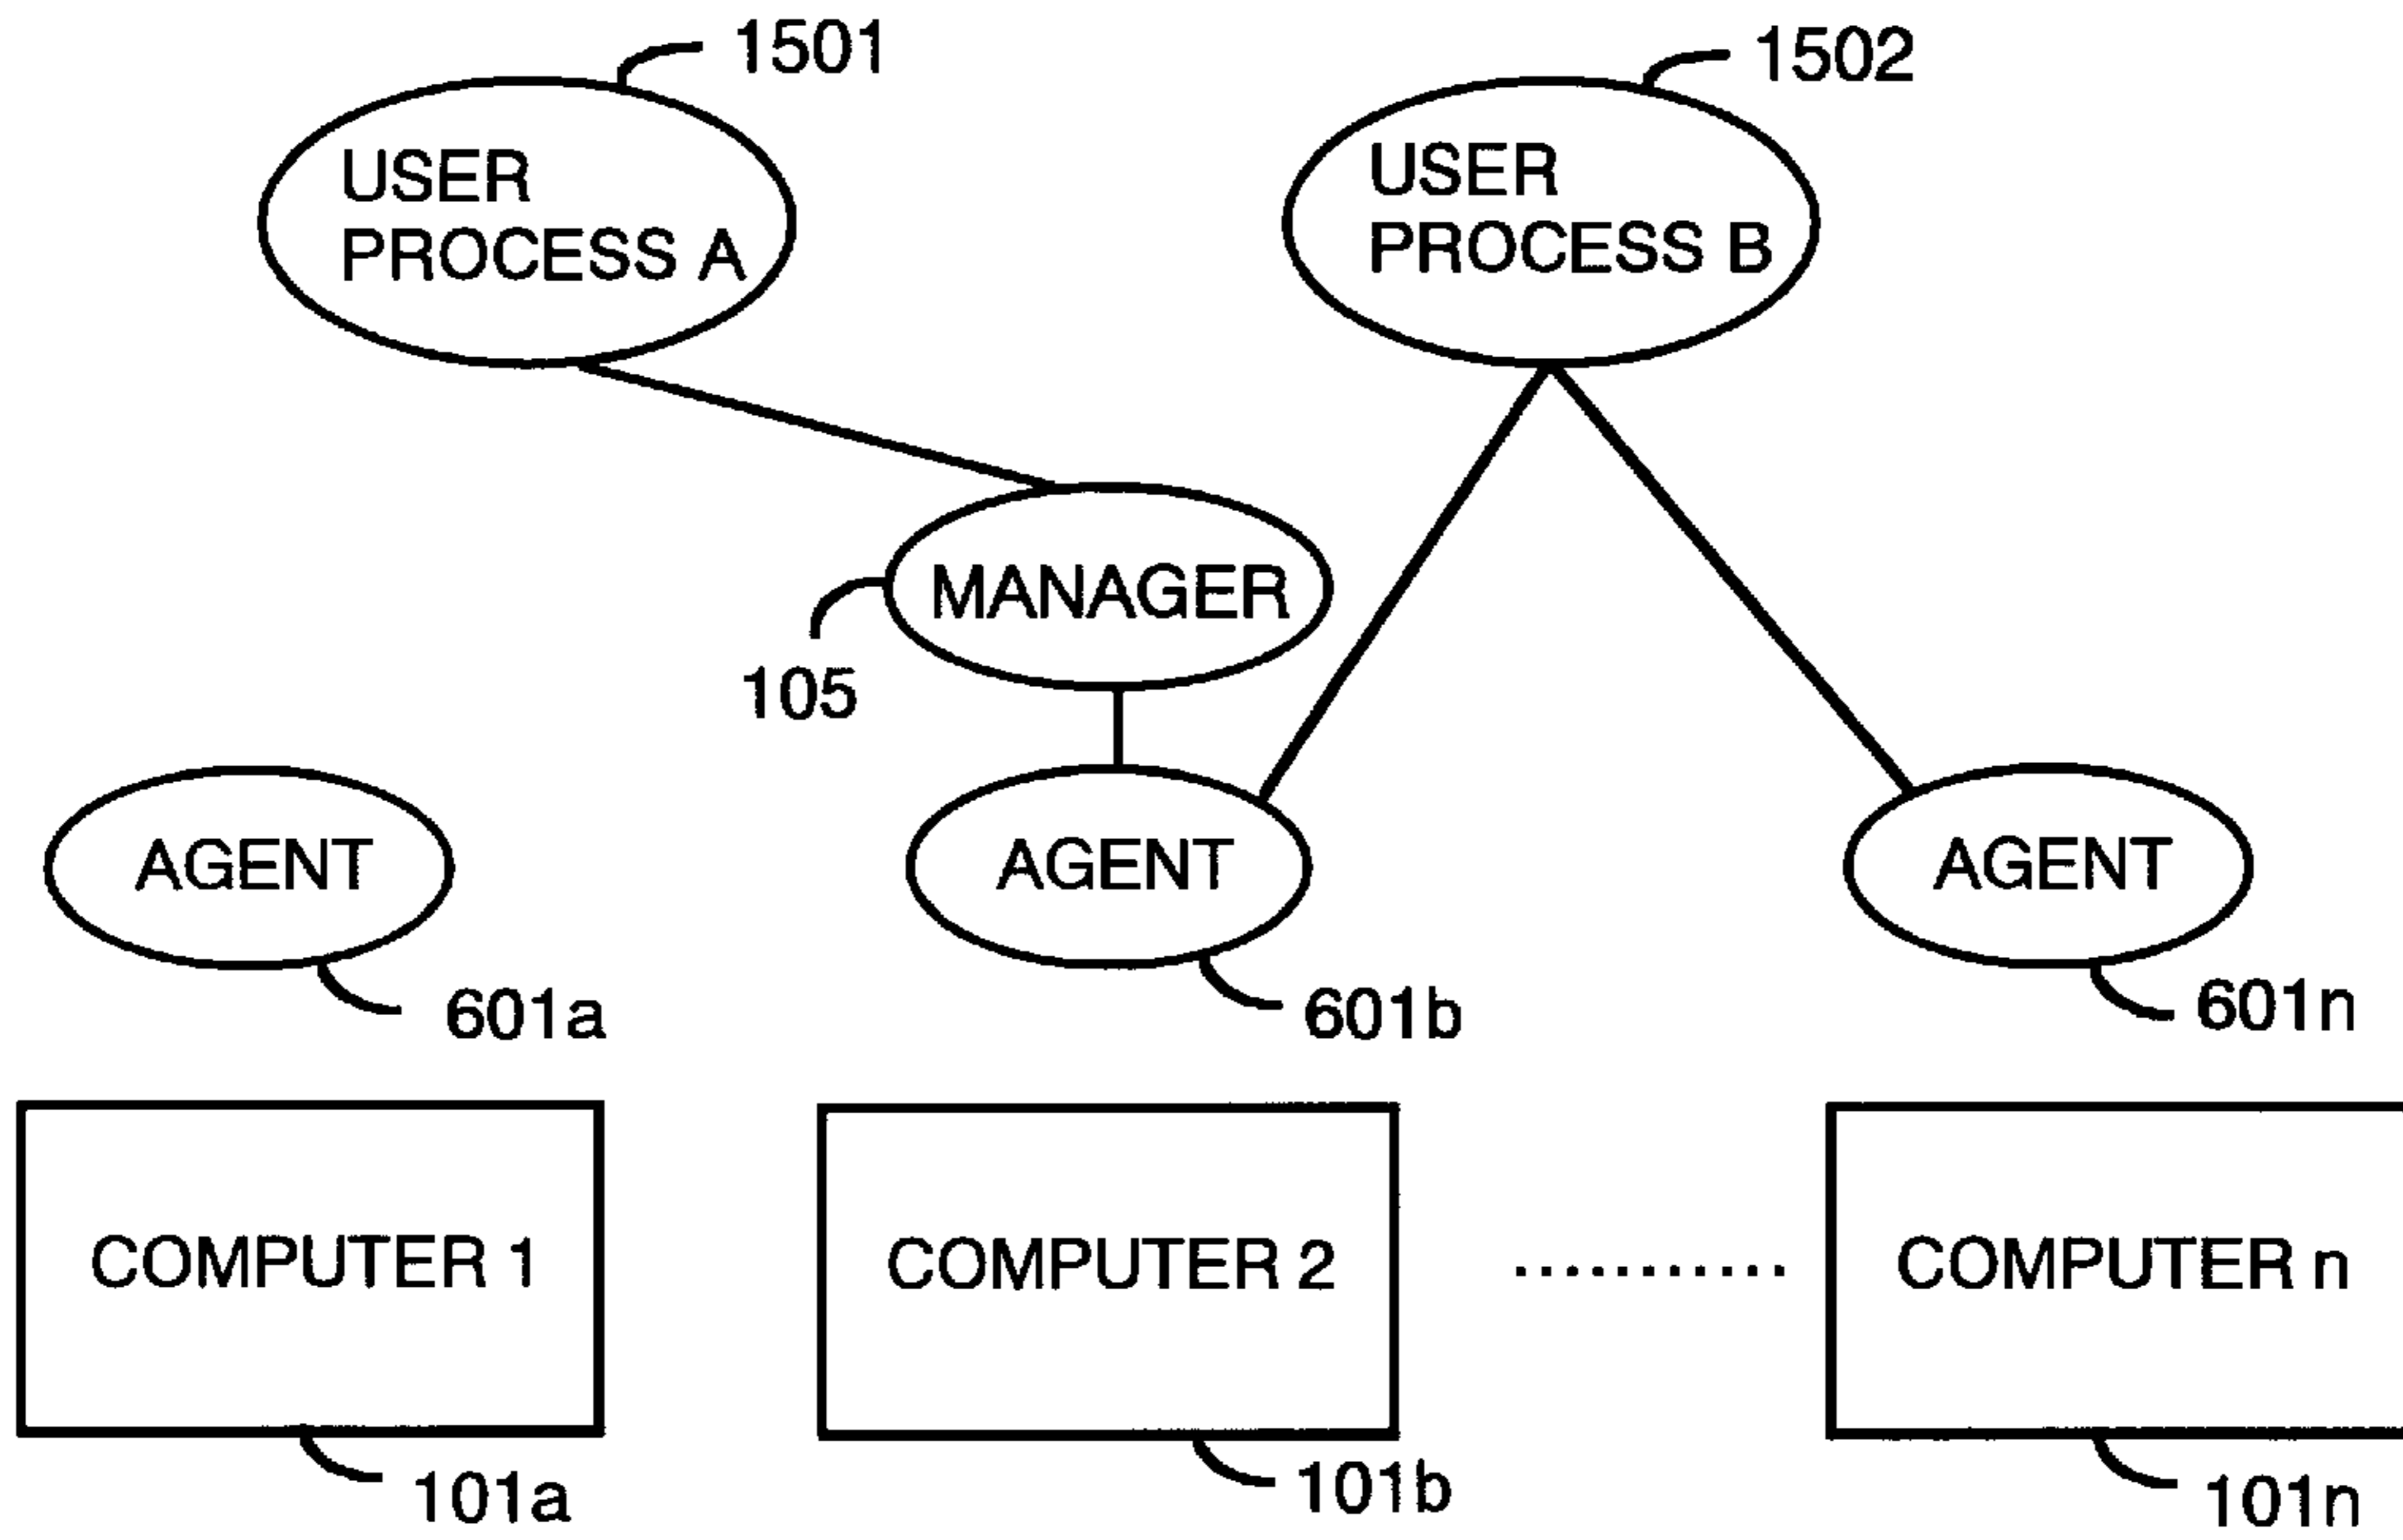 1501
1502
USER
PROCESS A
USER
PROCESS B
MANAGER
105
AGENT
AGENT
AGENT
601a
601b
601n
COMPUTER 1
COMPUTER 2
...........
COMPUTER n
101a
101b
101n